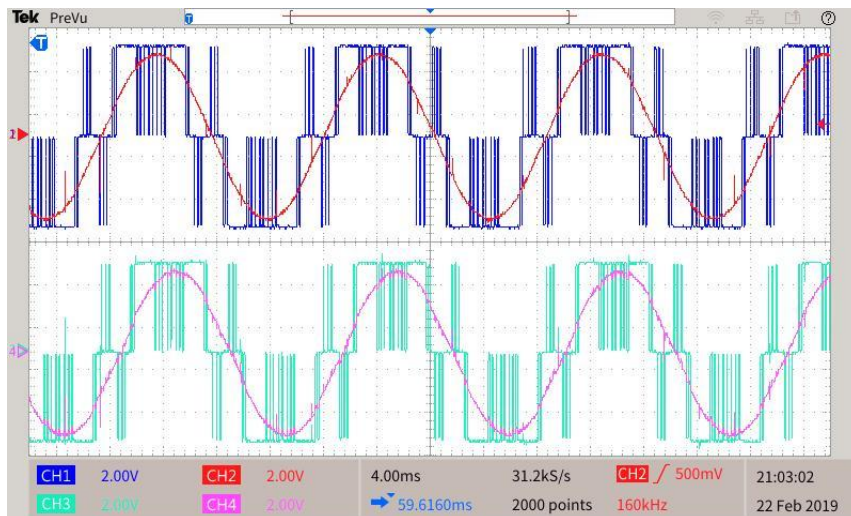 Tek PreVu
T
T
1
4
CH1 2.00V CH2 2.00V 4.00ms 31.2kS/s CH2 500mV 21:03:02
CH3 2.00V CH4 2.00V 59.6160ms 2000 points 160kHz 22 Feb 2019